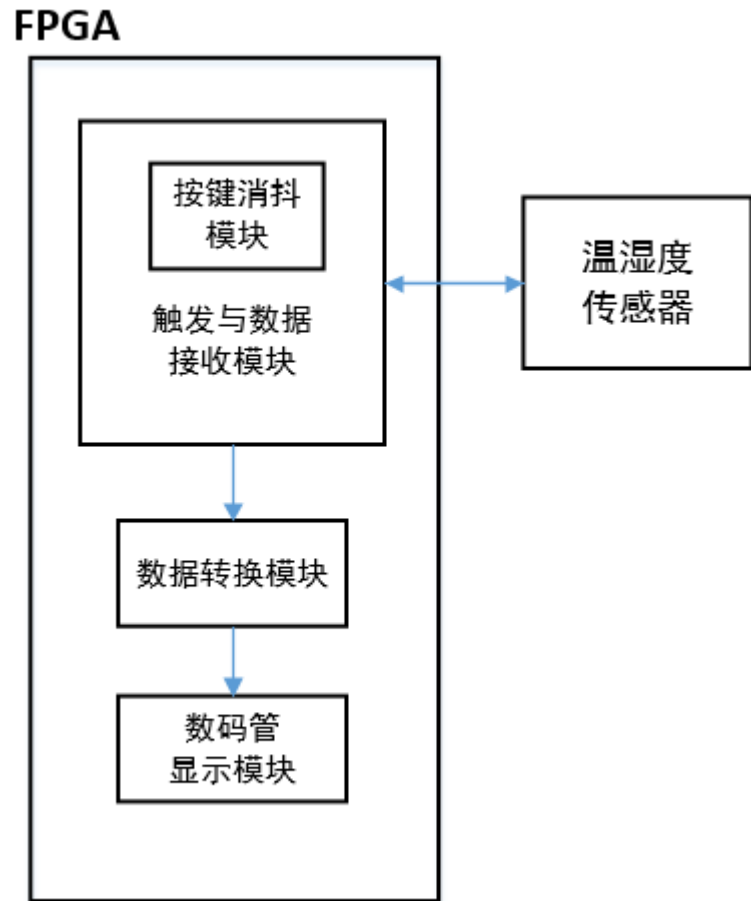 FPGA
按键消抖
模块
触发与数据
接收模块
温湿度
传感器
数据转换模块
数码管
显示模块